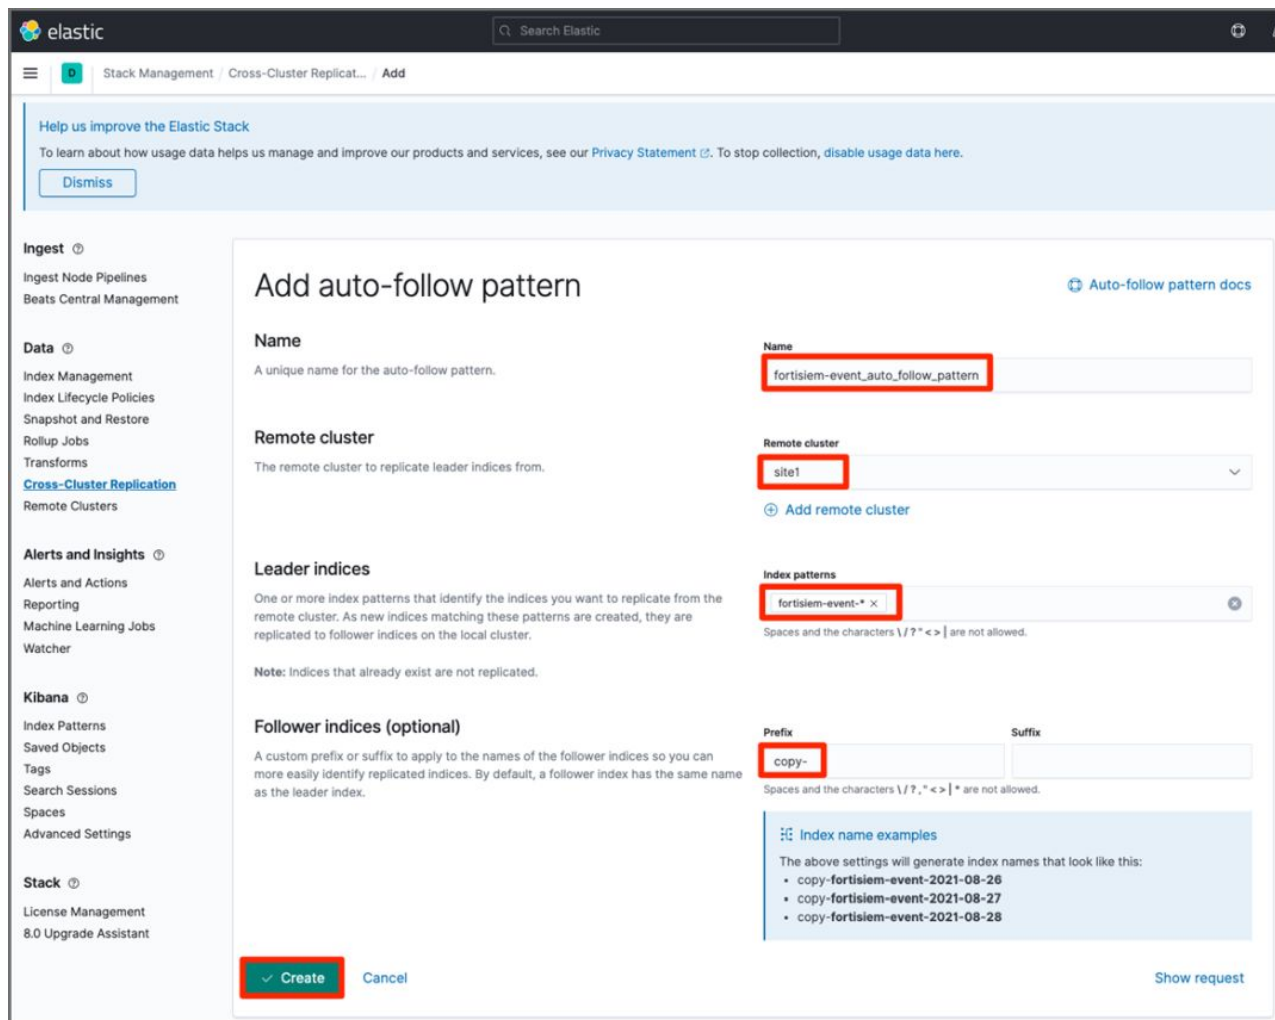 elastic
Search Elastic
D
Stack Management / Cross-Cluster Replicat... / Add
Help us improve the Elastic Stack
To learn about how usage data helps us manage and improve our products and services, see our Privacy Statement. To stop collection, disable usage data here.
Dismiss
Ingest
Ingest Node Pipelines
Beats Central Management
Data
Index Management
Index Lifecycle Policies
Snapshot and Restore
Rollup Jobs
Transforms
Cross-Cluster Replication
Remote Clusters
Alerts and Insights
Alerts and Actions
Reporting
Machine Learning Jobs
Watcher
Kibana
Index Patterns
Saved Objects
Tags
Search Sessions
Spaces
Advanced Settings
Stack
License Management
8.0 Upgrade Assistant
Add auto-follow pattern
Auto-follow pattern docs
Name
A unique name for the auto-follow pattern.
Name
fortisiem-event_auto_follow_pattern
Remote cluster
The remote cluster to replicate leader indices from.
Remote cluster
site1
Add remote cluster
Leader indices
One or more index patterns that identify the indices you want to replicate from the
remote cluster. As new indices matching these patterns are created, they are
replicated to follower indices on the local cluster.
Note: Indices that already exist are not replicated.
Index patterns
fortisiem-event-* ×
Spaces and the characters \ / ? " < > | are not allowed.
Follower indices (optional)
A custom prefix or suffix to apply to the names of the follower indices so you can
more easily identify replicated indices. By default, a follower index has the same name
as the leader index.
Prefix
copy-
Suffix
Spaces and the characters \ / ? , " < > | * are not allowed.
Index name examples
The above settings will generate index names that look like this:
• copy-fortisiem-event-2021-08-26
• copy-fortisiem-event-2021-08-27
• copy-fortisiem-event-2021-08-28
Create
Cancel
Show request